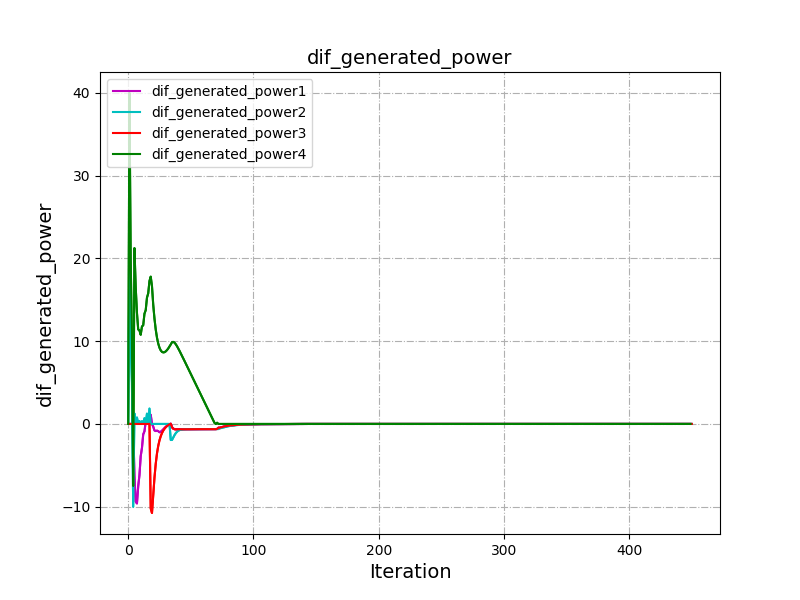 dif_generated_power
dif_generated_power1
dif_generated_power2
dif_generated_power3
dif_generated_power4
dif_generated_power
40
30
20
10
0
−10
0
100
200
300
400
Iteration